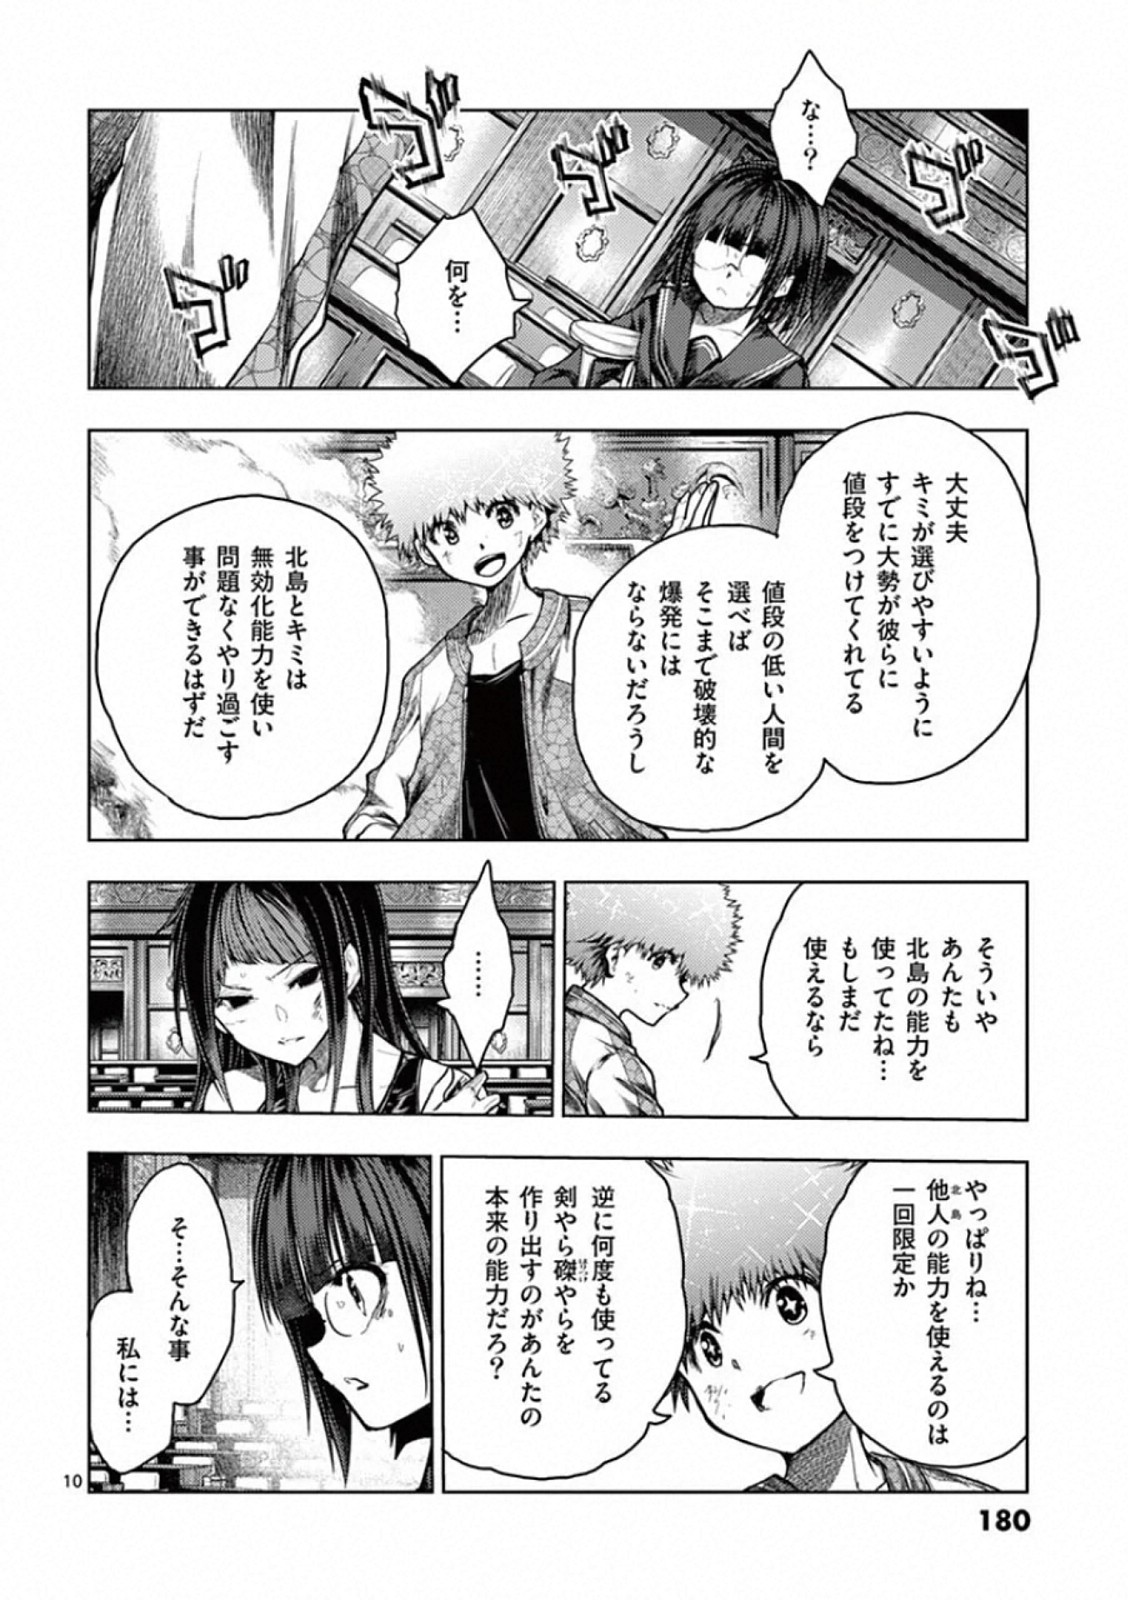 な…?
何を…
ゴゴゴゴゴ
大丈夫
キミが選びやすいように
すでに大勢が彼らに
値段をつけてくれてる
値段の低い人間を
選べば
そこまで破壊的な
爆発には
ならないだろうし
北島とキミは
無効化能力を使い
問題なくやり過ごす
事ができるはずだ
そういや
あんたも
北島の能力を
使ってたね…
もしまだ
使えるなら
……
やっぱりね…
他人の能力を使えるのは
北島
一回限定か
逆に何度も使ってる
剣やら磔やらを
はりつけ
作り出すのがあんたの
本来の能力だろ?
そ…そんな事
私には…
10
180